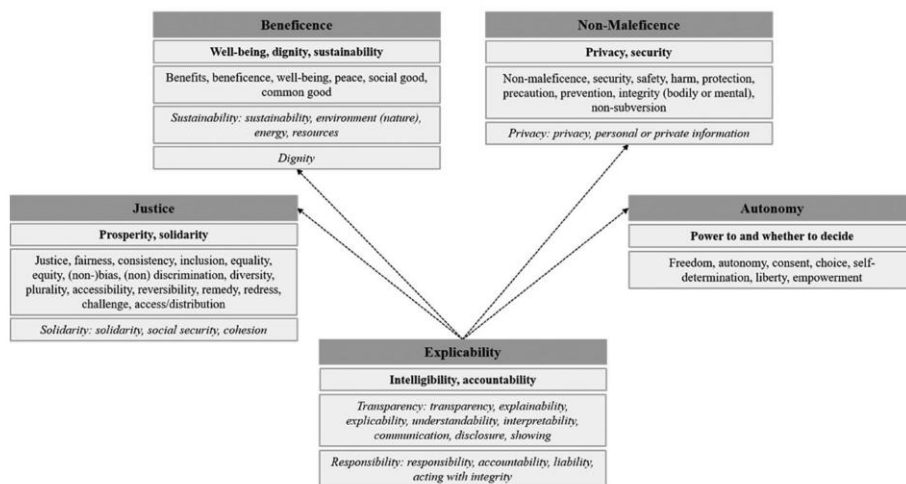 Beneficence
Well-being, dignity, sustainability
Benefits, beneficence, well-being, peace, social good,
common good
Sustainability: sustainability, environment (nature),
energy, resources
Dignity
Non-Maleficence
Privacy, security
Non-maleficence, security, safety, harm, protection,
precaution, prevention, integrity (bodily or mental),
non-subversion
Privacy: privacy, personal or private information
Justice
Prosperity, solidarity
Justice, fairness, consistency, inclusion, equality,
equity, (non-)bias, (non) discrimination, diversity,
plurality, accessibility, reversibility, remedy, redress,
challenge, access/distribution
Solidarity: solidarity, social security, cohesion
Autonomy
Power to and whether to decide
Freedom, autonomy, consent, choice, self-
determination, liberty, empowerment
Explicability
Intelligibility, accountability
Transparency: transparency, explainability,
explicability, understandability, interpretability,
communication, disclosure, showing
Responsibility: responsibility, accountability, liability,
acting with integrity